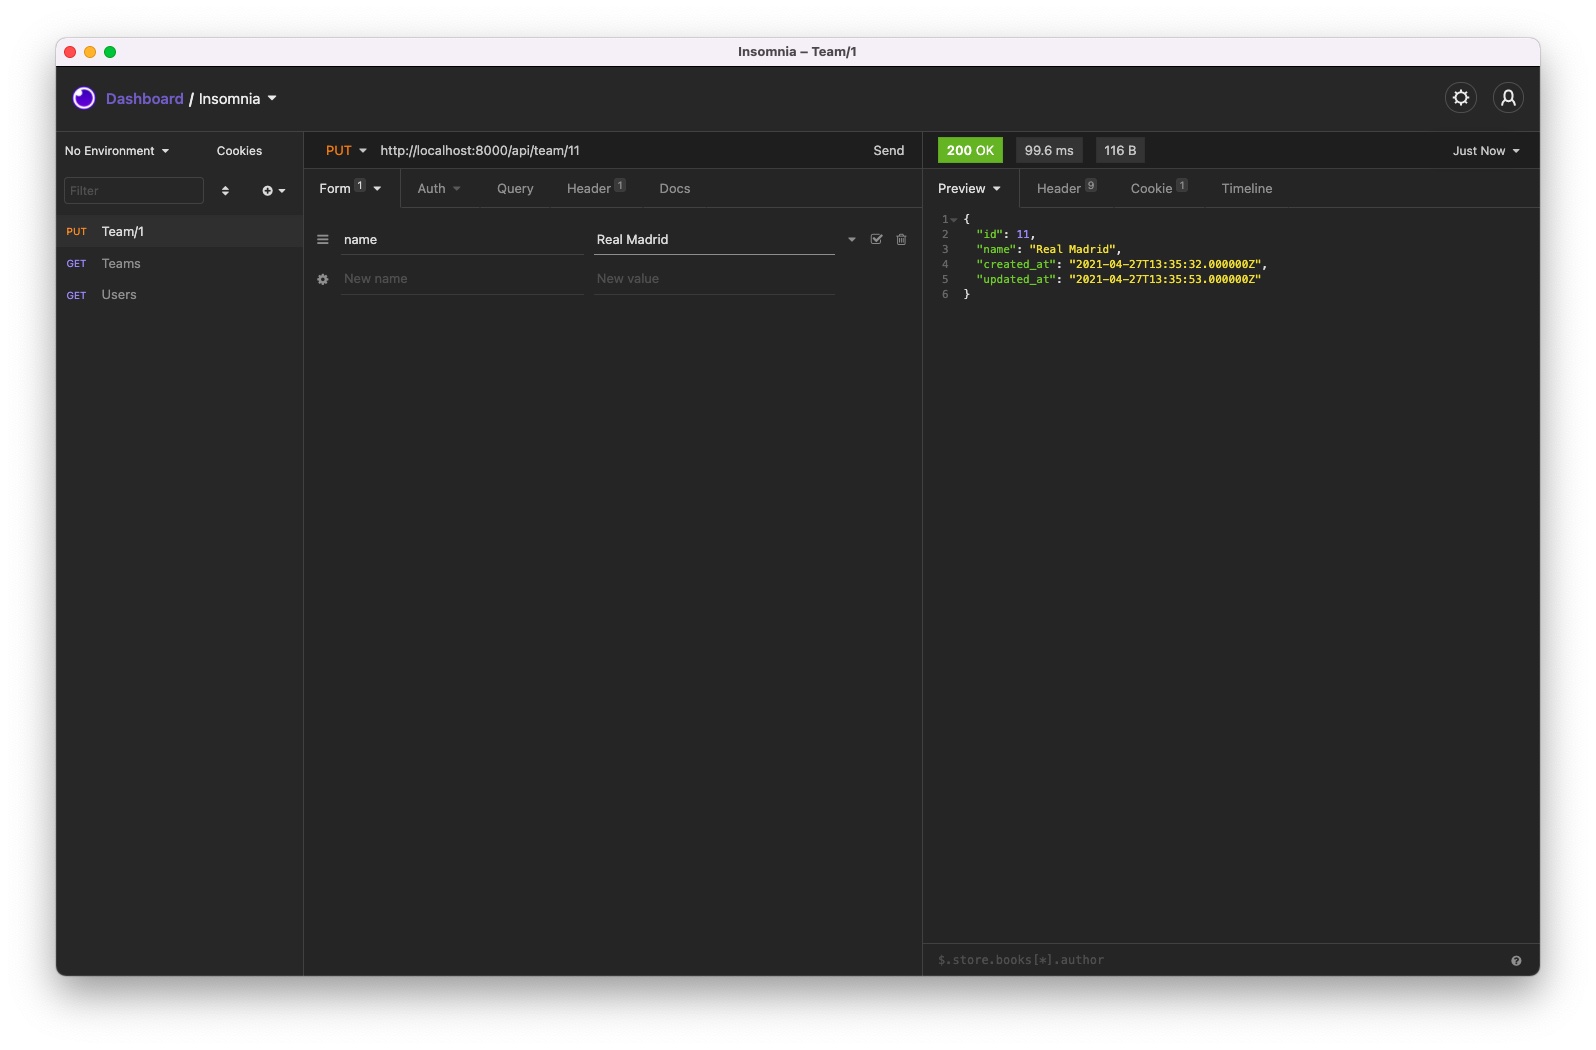 Insomnia – Team/1
Dashboard / Insomnia
No Environment Cookies
Filter
PUT Team/1
GET Teams
GET Users
PUT http://localhost:8000/api/team/11 Send
Form 1 Auth Query Header 1 Docs
name Real Madrid
New name New value
200 OK 99.6 ms 116 B Just Now
Preview Header 9 Cookie 1 Timeline
1 {
2 "id": 11,
3 "name": "Real Madrid",
4 "created_at": "2021-04-27T13:35:32.000000Z",
5 "updated_at": "2021-04-27T13:35:53.000000Z"
6 }
$.store.books[*].author